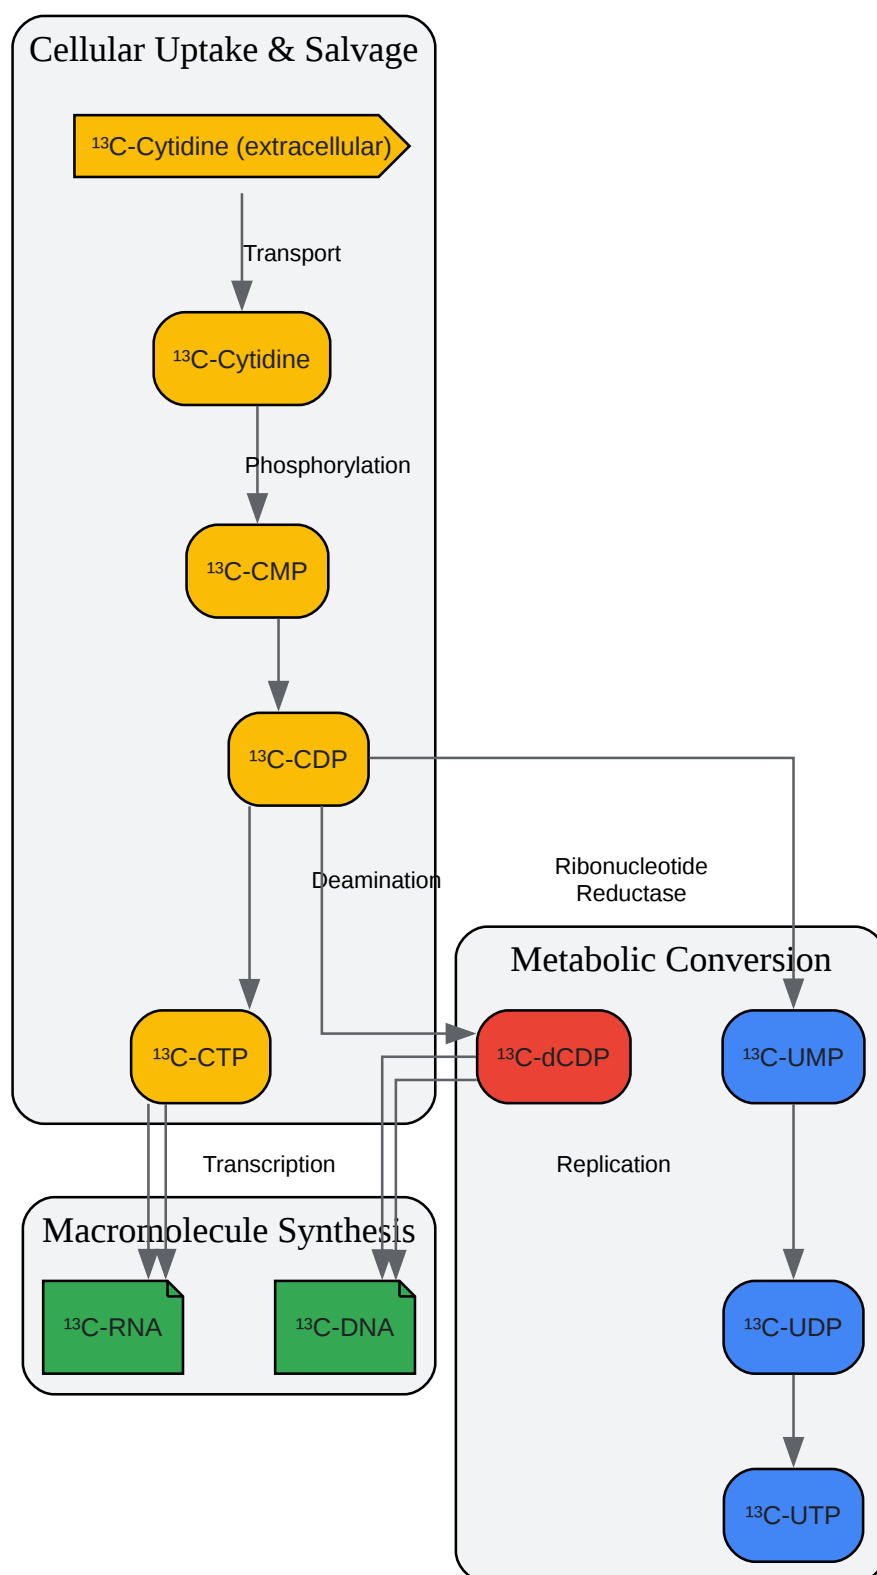 Cellular Uptake & Salvage
¹³C-Cytidine (extracellular)
Transport
¹³C-Cytidine
Phosphorylation
¹³C-CMP
¹³C-CDP
Deamination
Ribonucleotide
Reductase
Metabolic Conversion
¹³C-CTP
¹³C-dCDP
¹³C-UMP
Transcription
Replication
Macromolecule Synthesis
¹³C-RNA
¹³C-DNA
¹³C-UDP
¹³C-UTP